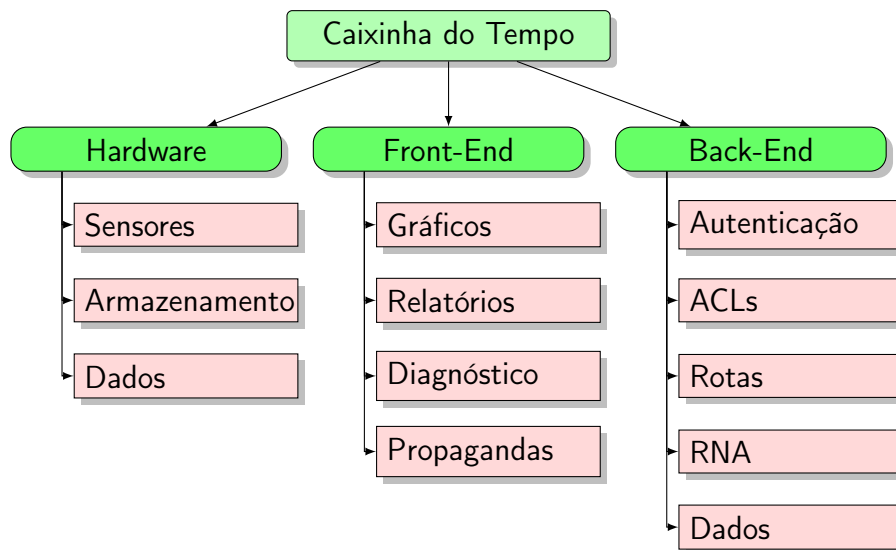 Caixinha do Tempo
Hardware
Sensores
Armazenamento
Dados
Front-End
Gráficos
Relatórios
Diagnóstico
Propagandas
Back-End
Autenticação
ACLs
Rotas
RNA
Dados